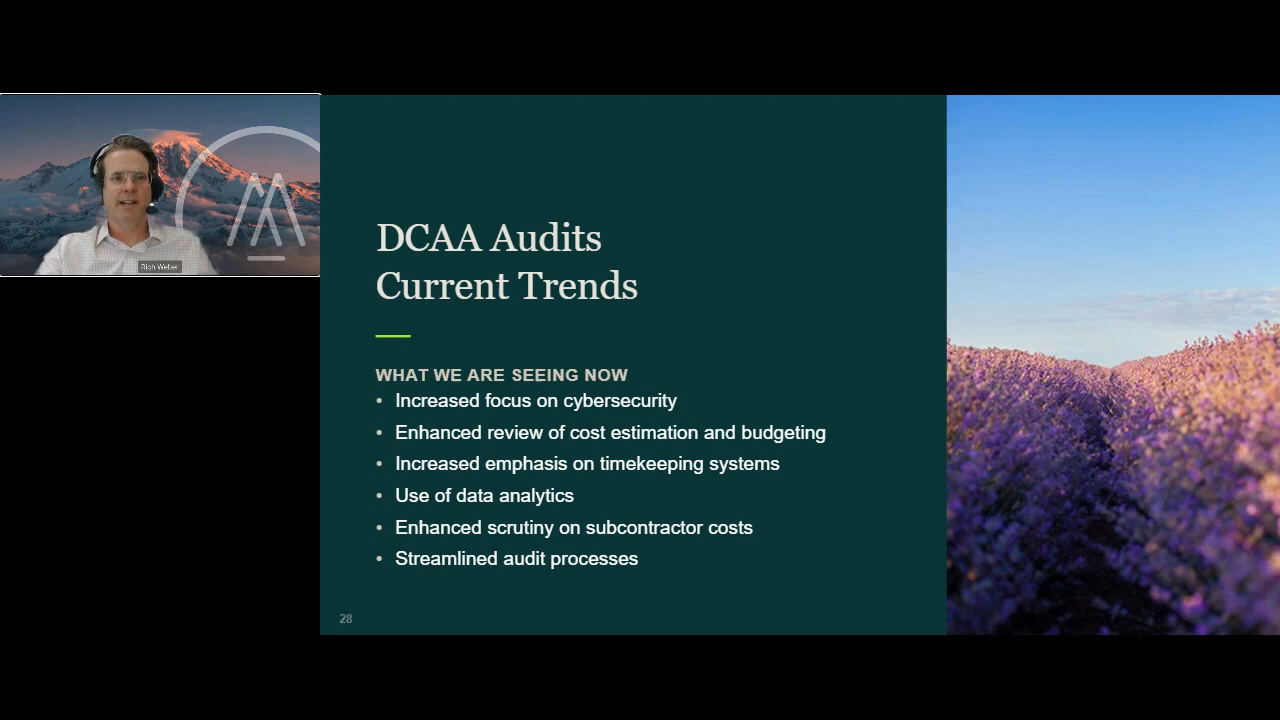 Rich Weber
DCAA Audits
Current Trends
WHAT WE ARE SEEING NOW
• Increased focus on cybersecurity
• Enhanced review of cost estimation and budgeting
• Increased emphasis on timekeeping systems
• Use of data analytics
• Enhanced scrutiny on subcontractor costs
• Streamlined audit processes
28